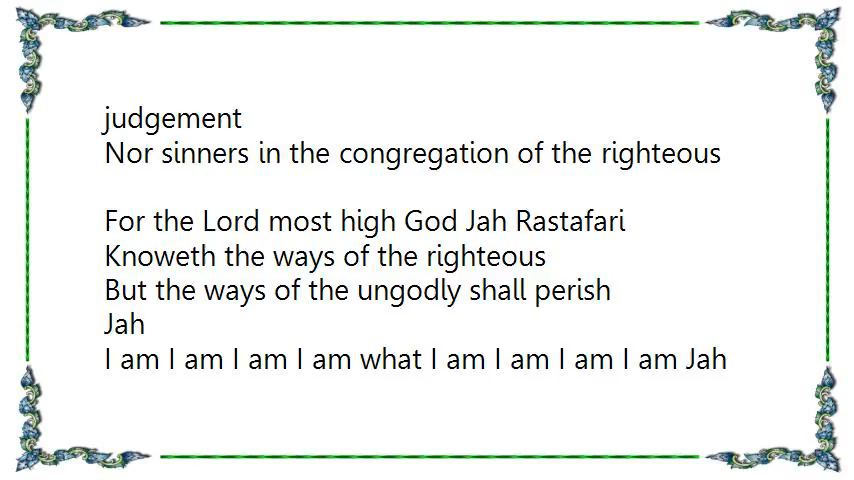 judgement
Nor sinners in the congregation of the righteous
For the Lord most high God Jah Rastafari
Knoweth the ways of the righteous
But the ways of the ungodly shall perish
Jah
I am I am I am I am what I am I am I am I am Jah